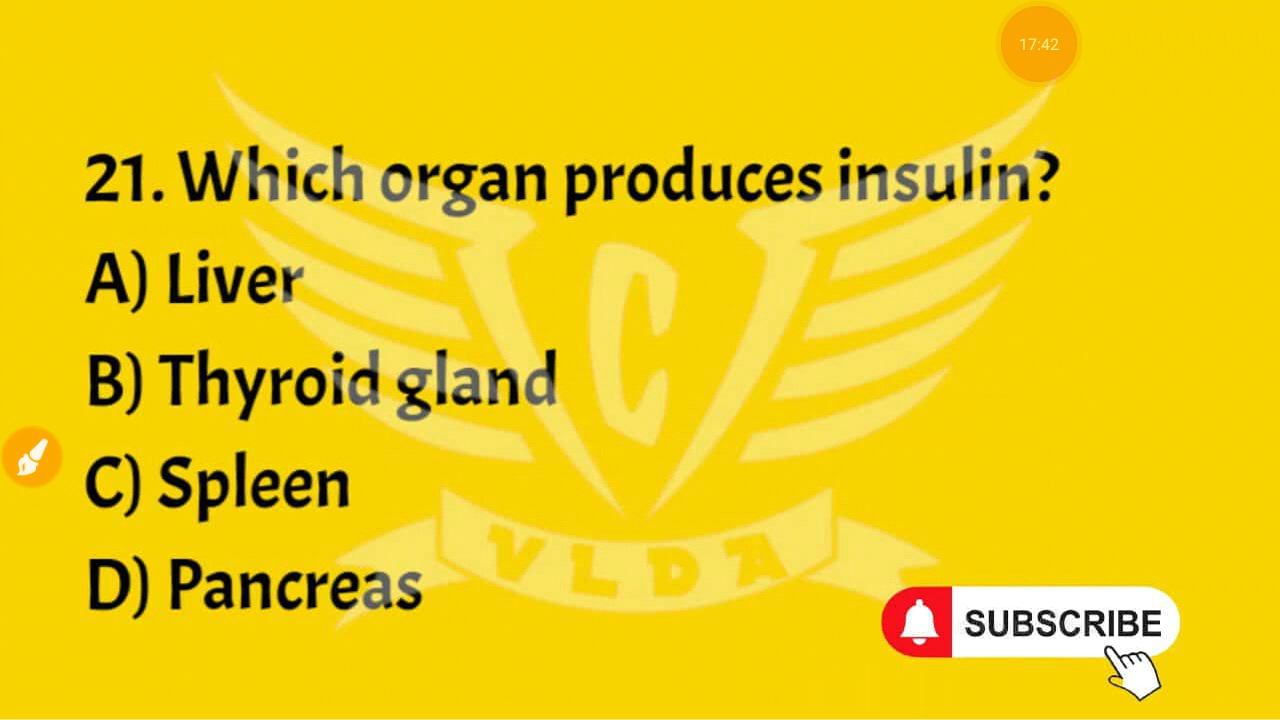 17:42
21. Which organ produces insulin?
A) Liver
B) Thyroid gland
C) Spleen
D) Pancreas
C
VLDA
SUBSCRIBE